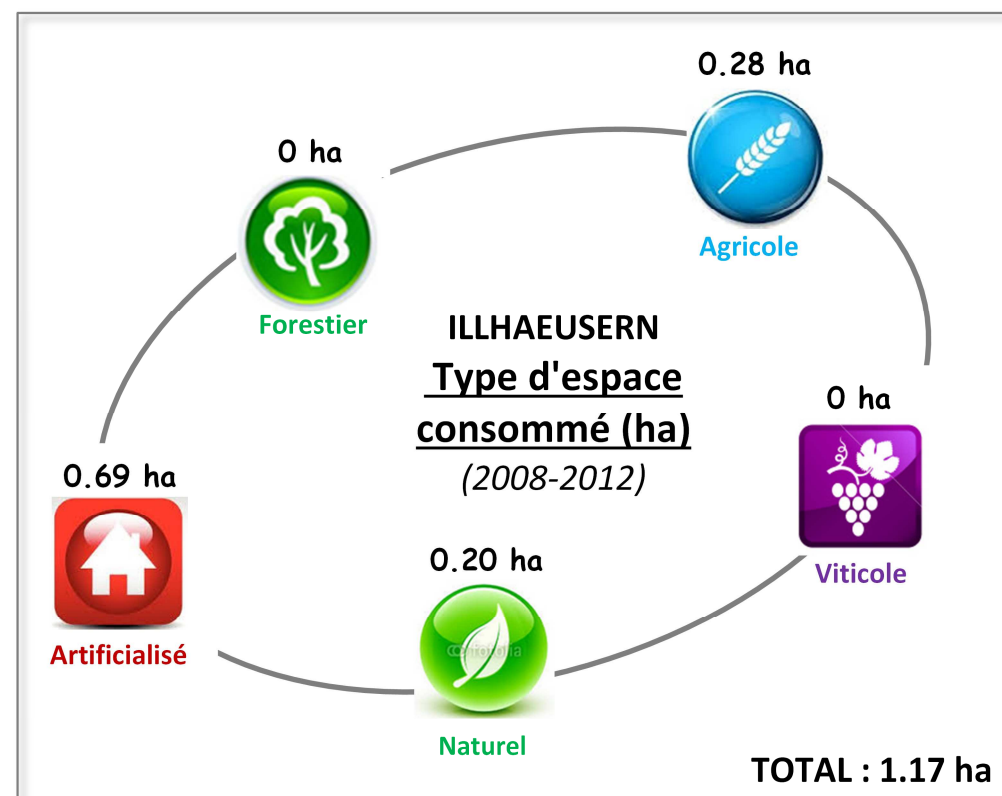 0.28 ha
Agricole
0 ha
Forestier
ILLHAEUSERN
Type d'espace
consommé (ha)
(2008-2012)
0 ha
Viticole
0.69 ha
Artificialisé
0.20 ha
Naturel
TOTAL : 1.17 ha